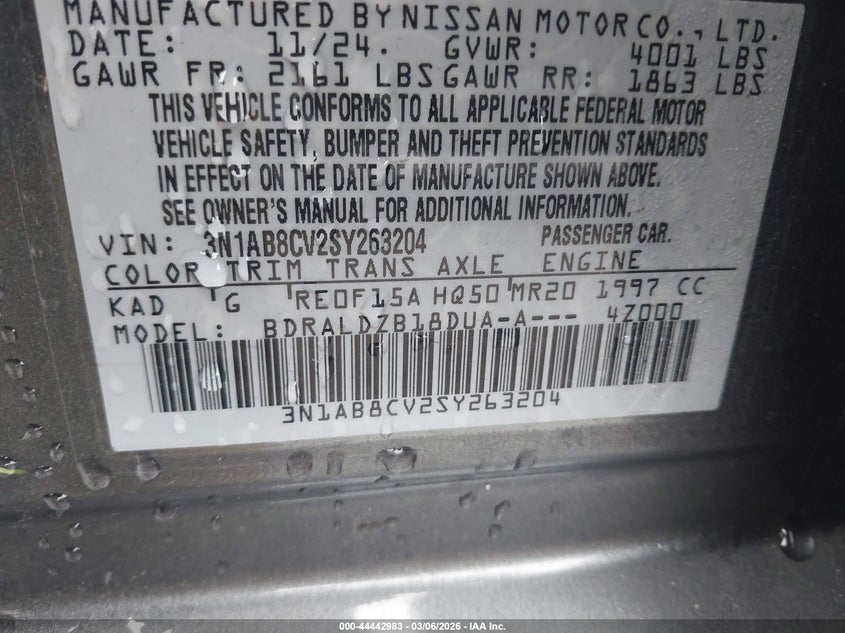 MANUFACTURED BY NISSAN MOTOR CO., LTD.
DATE: 11/24. GVWR: 4001 LBS
GAWR FR: 2161 LBS GAWR RR: 1863 LBS
THIS VEHICLE CONFORMS TO ALL APPLICABLE FEDERAL MOTOR
VEHICLE SAFETY, BUMPER AND THEFT PREVENTION STANDARDS
IN EFFECT ON THE DATE OF MANUFACTURE SHOWN ABOVE.
SEE OWNER'S MANUAL FOR ADDITIONAL INFORMATION.
VIN: 3N1AB8CV2SY263204 PASSENGER CAR.
COLOR TRIM TRANS AXLE ENGINE
KAD G RE0F15A HQ50 MR20 1997 CC
MODEL: BDRALDZB18DUA-A--- 4Z000
3N1AB8CV2SY263204
000-44442983 - 03/06/2026 - IAA Inc.